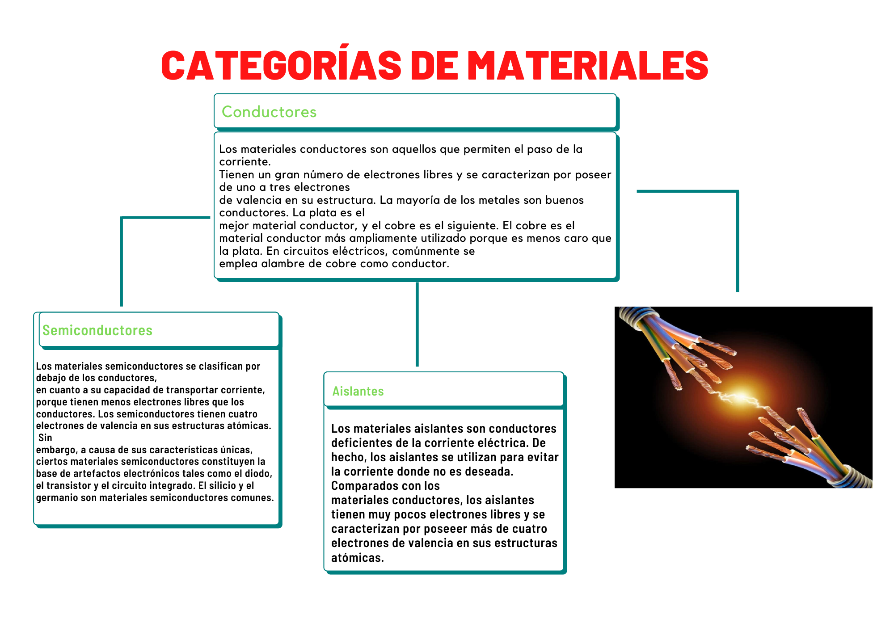 CATEGORÍAS DE MATERIALES
Conductores
Los materiales conductores son aquellos que permiten el paso de la
corriente.
Tienen un gran número de electrones libres y se caracterizan por poseer
de uno a tres electrones
de valencia en su estructura. La mayoría de los metales son buenos
conductores. La plata es el
mejor material conductor, y el cobre es el siguiente. El cobre es el
material conductor más ampliamente utilizado porque es menos caro que
la plata. En circuitos eléctricos, comúnmente se
emplea alambre de cobre como conductor.
Semiconductores
Los materiales semiconductores se clasifican por
debajo de los conductores,
en cuanto a su capacidad de transportar corriente,
porque tienen menos electrones libres que los
conductores. Los semiconductores tienen cuatro
electrones de valencia en sus estructuras atómicas.
Sin
embargo, a causa de sus características únicas,
ciertos materiales semiconductores constituyen la
base de artefactos electrónicos tales como el diodo,
el transistor y el circuito integrado. El silicio y el
germanio son materiales semiconductores comunes.
Aislantes
Los materiales aislantes son conductores
deficientes de la corriente eléctrica. De
hecho, los aislantes se utilizan para evitar
la corriente donde no es deseada.
Comparados con los
materiales conductores, los aislantes
tienen muy pocos electrones libres y se
caracterizan por poseeer más de cuatro
electrones de valencia en sus estructuras
atómicas.